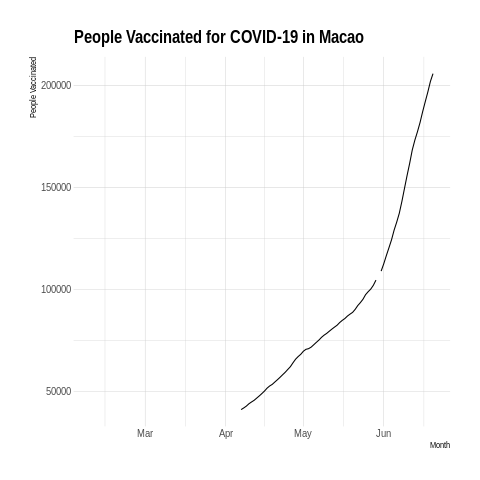 People Vaccinated for COVID-19 in Macao
People Vaccinated
200000
150000
100000
50000
Mar Apr May Jun
Month